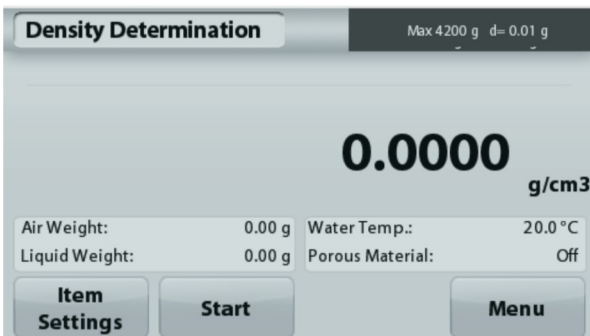 Density Determination
Max 4200 g d= 0.01 g
0.0000
g/cm3
Air Weight: 0.00 g
Liquid Weight: 0.00 g
Water Temp.: 20.0 °C
Porous Material: Off
Item Settings
Start
Menu